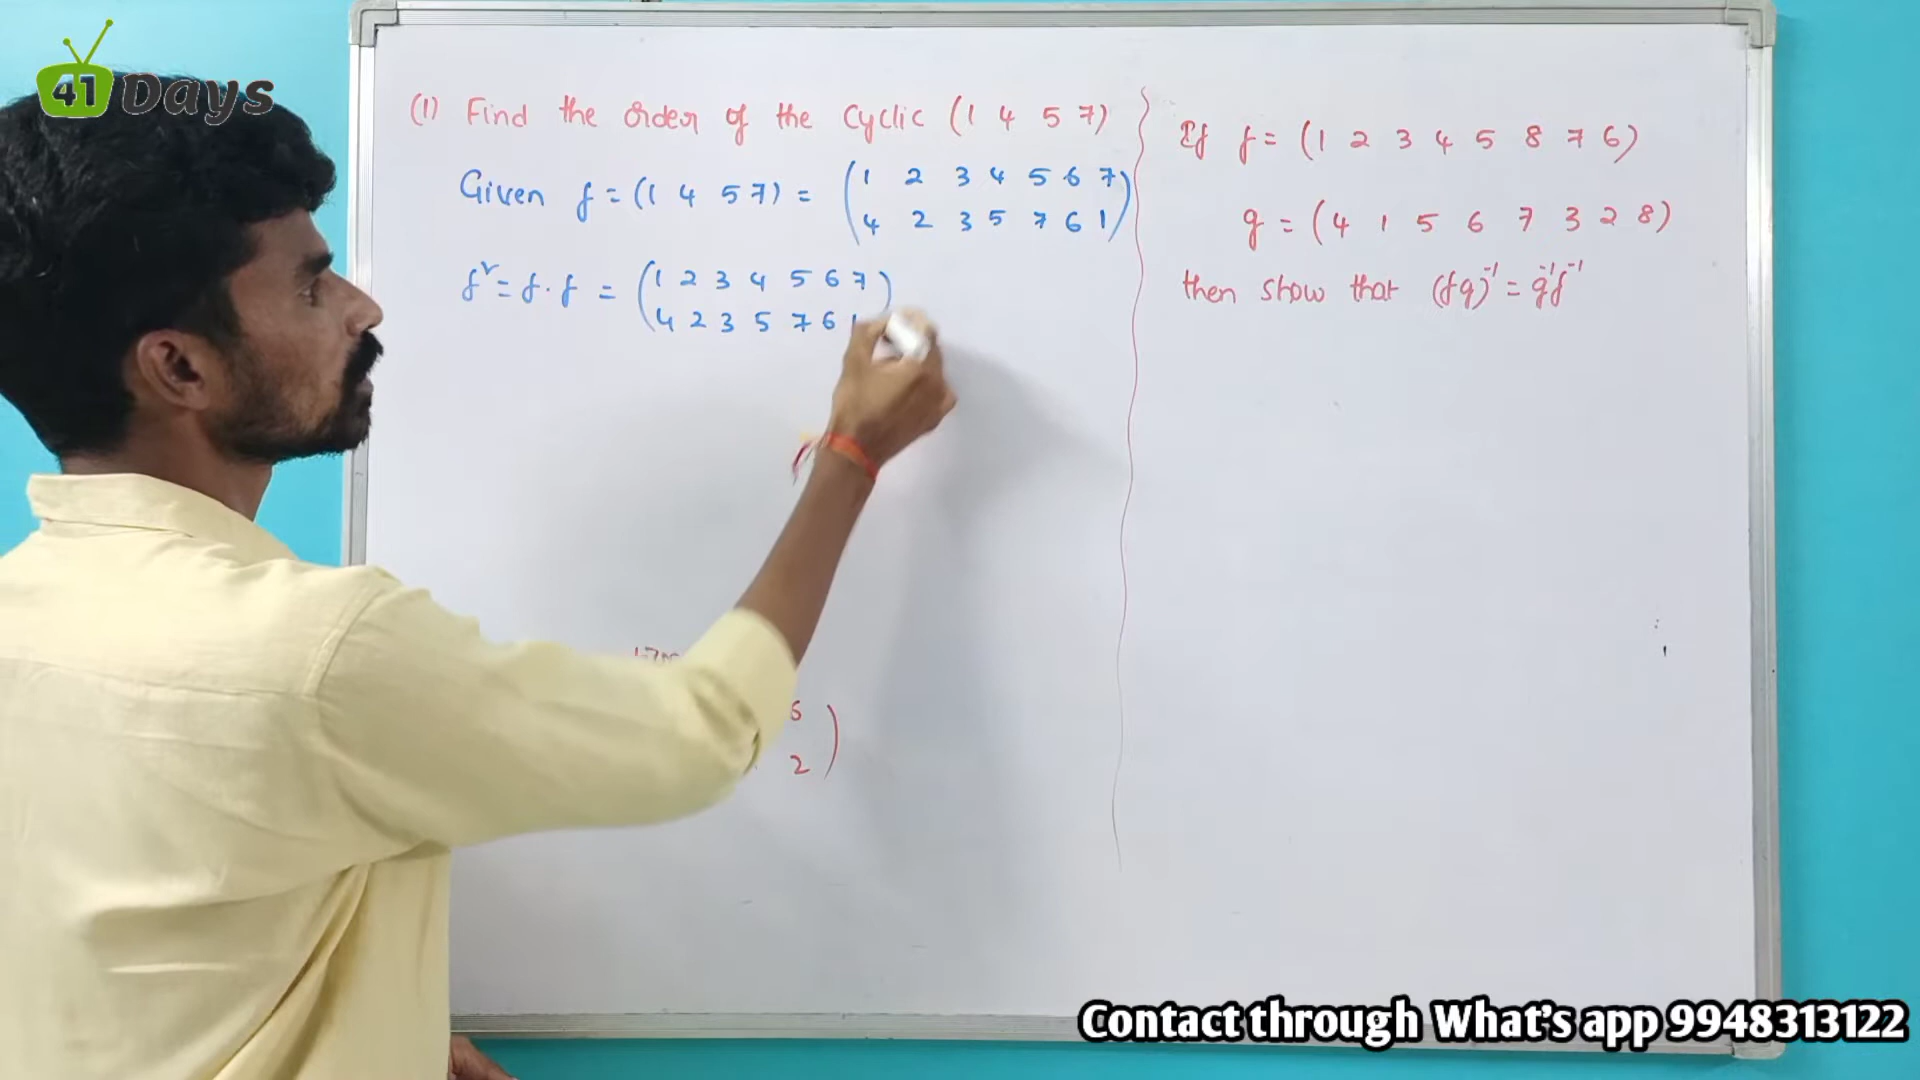 41 Days
(1) Find the order of the Cyclic (1 4 5 7)
Given f = (1 4 5 7) = (1 2 3 4 5 6 7)
(4 2 3 5 7 6 1)
f² = f · f = (1 2 3 4 5 6 7)
(4 2 3 5 7 6
5
2 )
If f = (1 2 3 4 5 8 7 6)
g = (4 1 5 6 7 3 2 8)
then show that (fg)⁻¹ = g⁻¹f⁻¹
Contact through What's app 9948313122